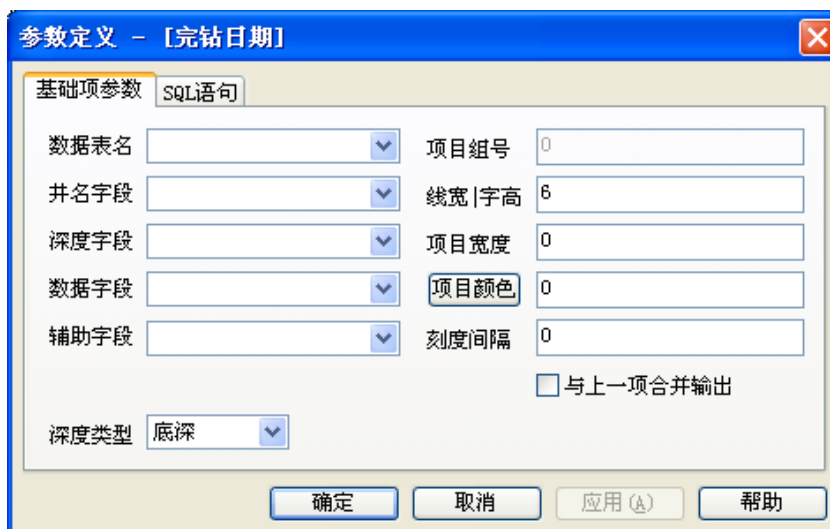 参数定义 - [完钻日期]
基础项参数 SQL语句
数据表名 项目组号 0
井名字段 线宽|字高 6
深度字段 项目宽度 0
数据字段 项目颜色 0
辅助字段 刻度间隔 0
与上一项合并输出
深度类型 底深
确定 取消 应用(A) 帮助